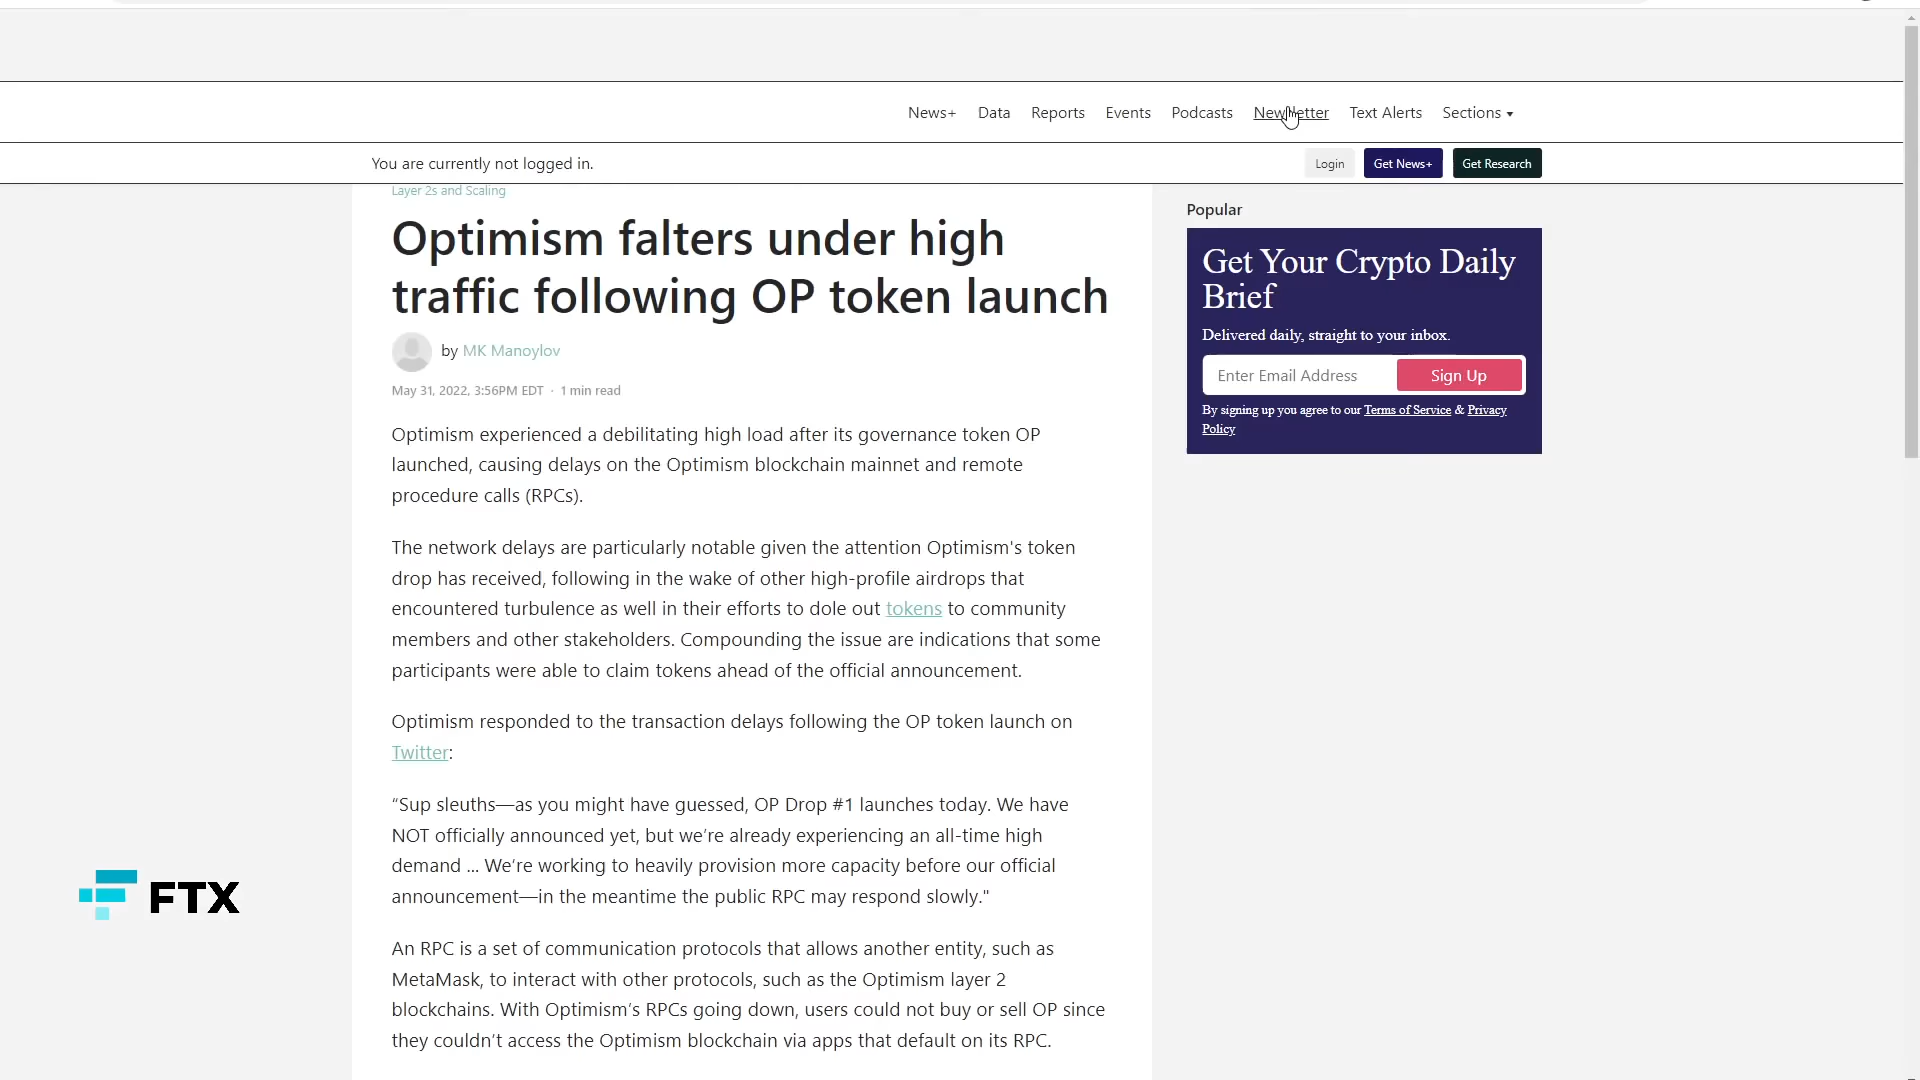 News+ Data Reports Events Podcasts Newsletter Text Alerts Sections
You are currently not logged in.
Login Get News+ Get Research
Layer 2s and Scaling
Optimism falters under high
traffic following OP token launch
by MK Manoylov
May 31, 2022, 3:56PM EDT · 1 min read
Optimism experienced a debilitating high load after its governance token OP
launched, causing delays on the Optimism blockchain mainnet and remote
procedure calls (RPCs).
The network delays are particularly notable given the attention Optimism's token
drop has received, following in the wake of other high-profile airdrops that
encountered turbulence as well in their efforts to dole out tokens to community
members and other stakeholders. Compounding the issue are indications that some
participants were able to claim tokens ahead of the official announcement.
Optimism responded to the transaction delays following the OP token launch on
Twitter:
“Sup sleuths—as you might have guessed, OP Drop #1 launches today. We have
NOT officially announced yet, but we’re already experiencing an all-time high
demand ... We’re working to heavily provision more capacity before our official
announcement—in the meantime the public RPC may respond slowly."
An RPC is a set of communication protocols that allows another entity, such as
MetaMask, to interact with other protocols, such as the Optimism layer 2
blockchains. With Optimism’s RPCs going down, users could not buy or sell OP since
they couldn’t access the Optimism blockchain via apps that default on its RPC.
Popular
Get Your Crypto Daily
Brief
Delivered daily, straight to your inbox.
Enter Email Address Sign Up
By signing up you agree to our Terms of Service & Privacy
Policy
FTX